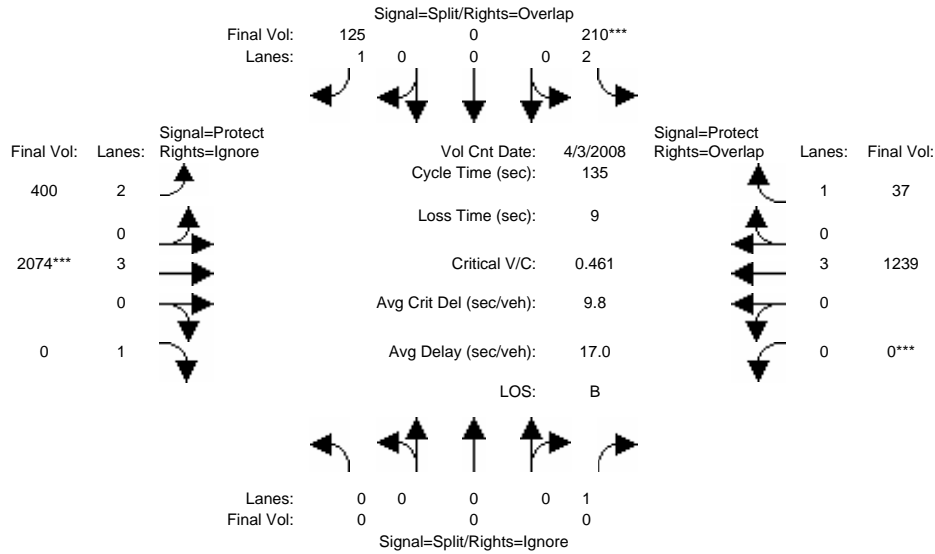 Signal=Split/Rights=Overlap
Final Vol: 125 0 210***
Lanes: 1 0 0 0 2
Signal=Protect Signal=Protect
Final Vol: Lanes: Rights=Ignore Vol Cnt Date: 4/3/2008 Rights=Overlap Lanes: Final Vol:
Cycle Time (sec): 135
400 2 1 37
Loss Time (sec): 9
0 0
2074*** 3 Critical V/C: 0.461 3 1239
0 Avg Crit Del (sec/veh): 9.8 0
0 1 Avg Delay (sec/veh): 17.0 0 0***
LOS: B
Lanes: 0 0 0 0 1
Final Vol: 0 0 0
Signal=Split/Rights=Ignore